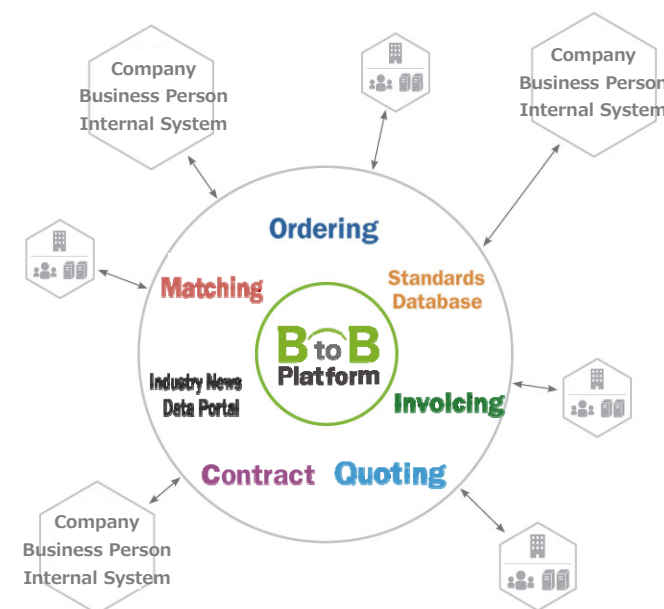 Company
Business Person
Internal System
Company
Business Person
Internal System
Ordering
Matching
Standards
Database
B to B
Platform
Industry News
Data Portal
Invoicing
Contract
Quoting
Company
Business Person
Internal System